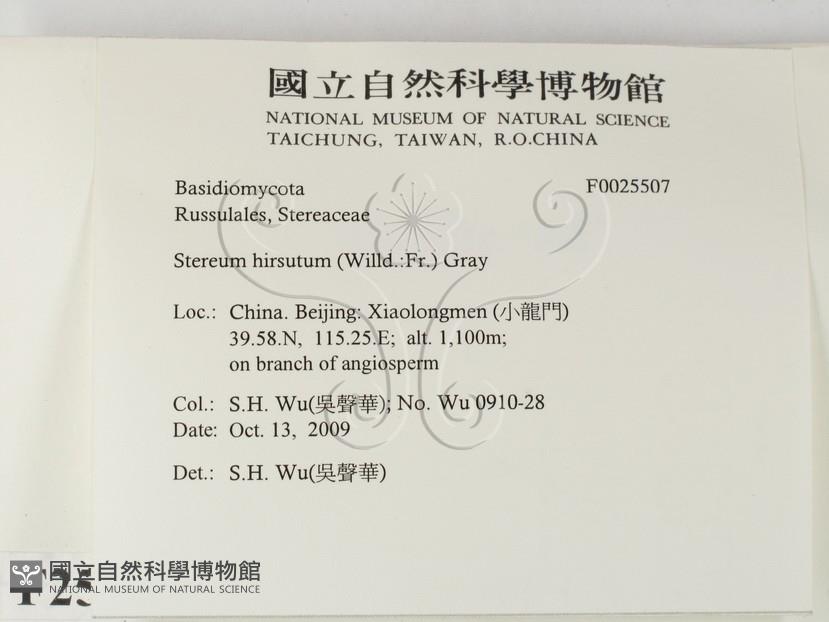 國立自然科學博物館
NATIONAL MUSEUM OF NATURAL SCIENCE
TAICHUNG, TAIWAN, R.O.CHINA
Basidiomycota F0025507
Russulales, Stereaceae
Stereum hirsutum (Willd.:Fr.) Gray
Loc.: China. Beijing: Xiaolongmen (小龍門)
39.58.N, 115.25.E; alt. 1,100m;
on branch of angiosperm
Col.: S.H. Wu(吳聲華); No. Wu 0910-28
Date: Oct. 13, 2009
Det.: S.H. Wu(吳聲華)
國立自然科學博物館
NATIONAL MUSEUM OF NATURAL SCIENCE